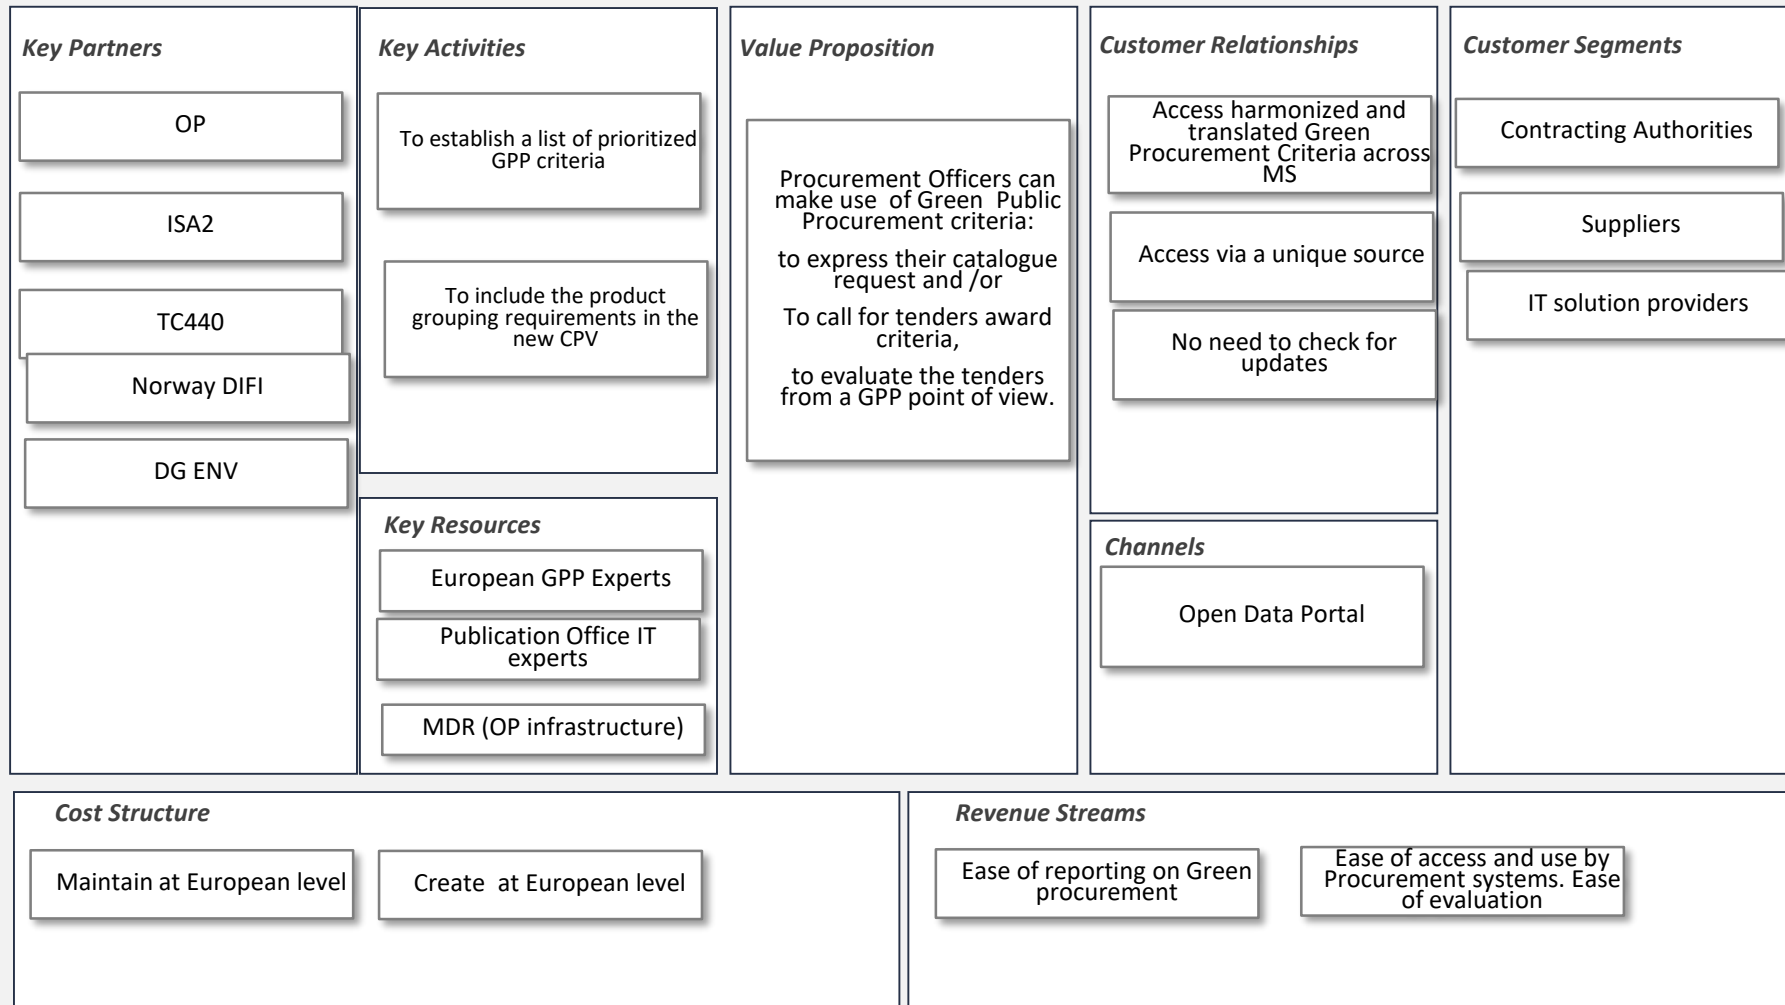 Key Partners
OP
ISA2
TC440
Norway DIFI
DG ENV
Key Activities
To establish a list of prioritized
GPP criteria
To include the product
grouping requirements in the
new CPV
Key Resources
European GPP Experts
Publication Office IT
experts
MDR (OP infrastructure)
Value Proposition
Procurement Officers can
make use of Green Public
Procurement criteria:
to express their catalogue
request and /or
To call for tenders award
criteria,
to evaluate the tenders
from a GPP point of view.
Customer Relationships
Access harmonized and
translated Green
Procurement Criteria across
MS
Access via a unique source
No need to check for
updates
Channels
Open Data Portal
Customer Segments
Contracting Authorities
Suppliers
IT solution providers
Cost Structure
Maintain at European level
Create at European level
Revenue Streams
Ease of reporting on Green
procurement
Ease of access and use by
Procurement systems. Ease
of evaluation